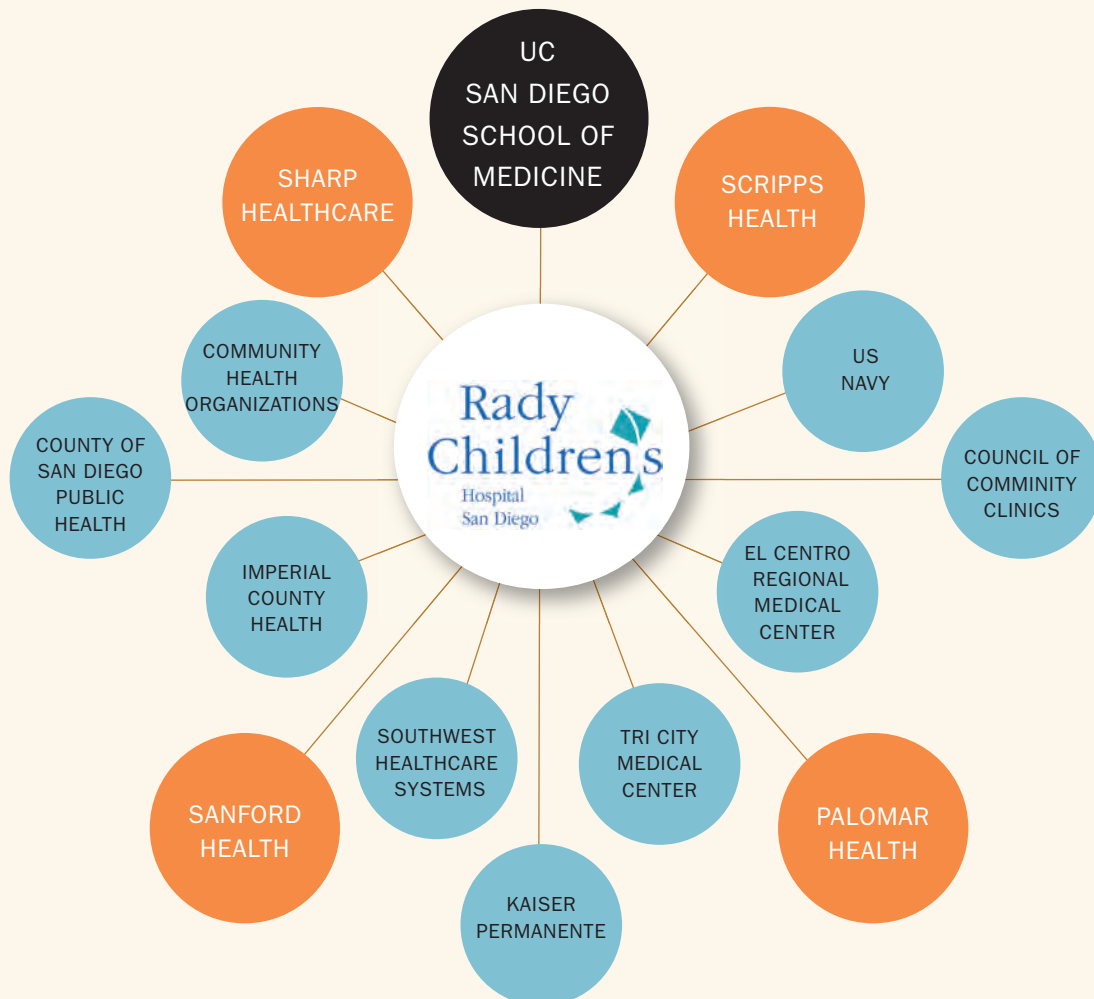 UC
SAN DIEGO
SCHOOL OF
MEDICINE
SHARP
HEALTHCARE
SCRIPPS
HEALTH
COMMUNITY
HEALTH
ORGANIZATIONS
US
NAVY
COUNTY OF
SAN DIEGO
PUBLIC
HEALTH
Rady
Children's
Hospital
San Diego
COUNCIL OF
COMMINITY
CLINICS
IMPERIAL
COUNTY
HEALTH
EL CENTRO
REGIONAL
MEDICAL
CENTER
SOUTHWEST
HEALTHCARE
SYSTEMS
TRI CITY
MEDICAL
CENTER
SANFORD
HEALTH
PALOMAR
HEALTH
KAISER
PERMANENTE